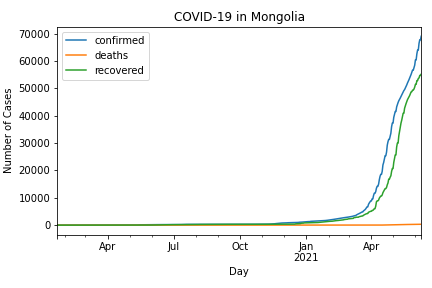 COVID-19 in Mongolia
70000
60000
50000
40000
30000
20000
10000
0
Number of Cases
confirmed
deaths
recovered
Apr
Jul
Oct
Jan
2021
Apr
Day